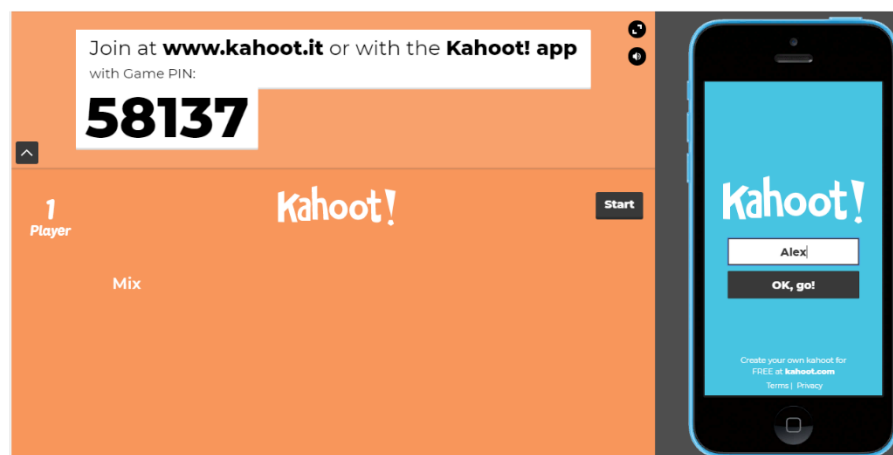 Join at www.kahoot.it or with the Kahoot! app
with Game PIN:
58137
1
Player
Kahoot!
Start
Mix
Kahoot!
Alex
OK, go!
Create your own kahoot for
FREE at kahoot.com
Terms | Privacy